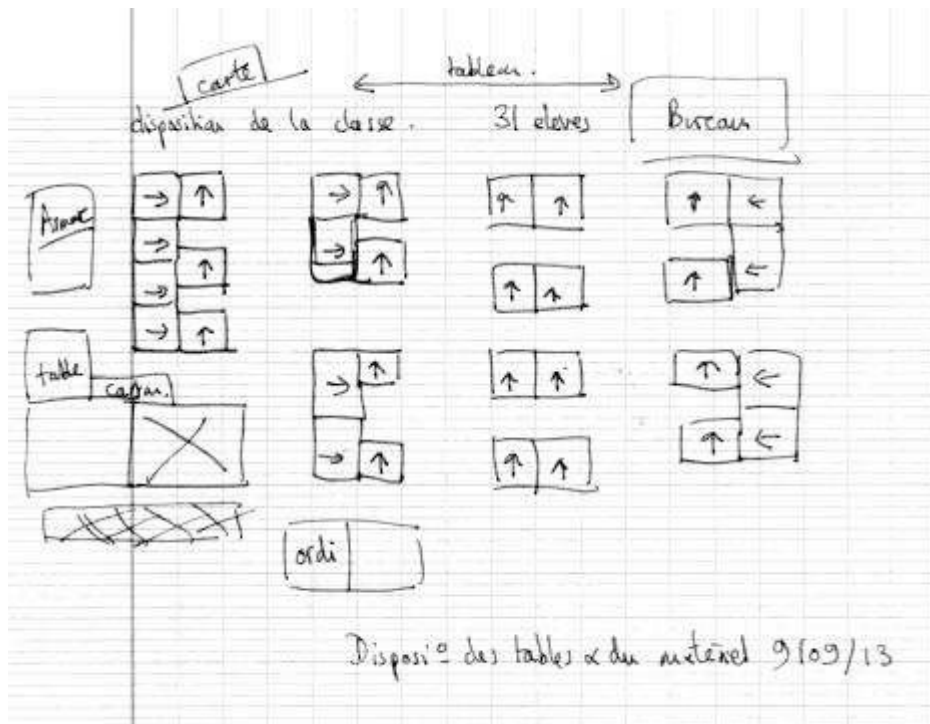 carte
tableau.
disposition de la classe. 31 eleves
Bureau
table
ordi
Disposi° des tables & du matériel 9/09/13